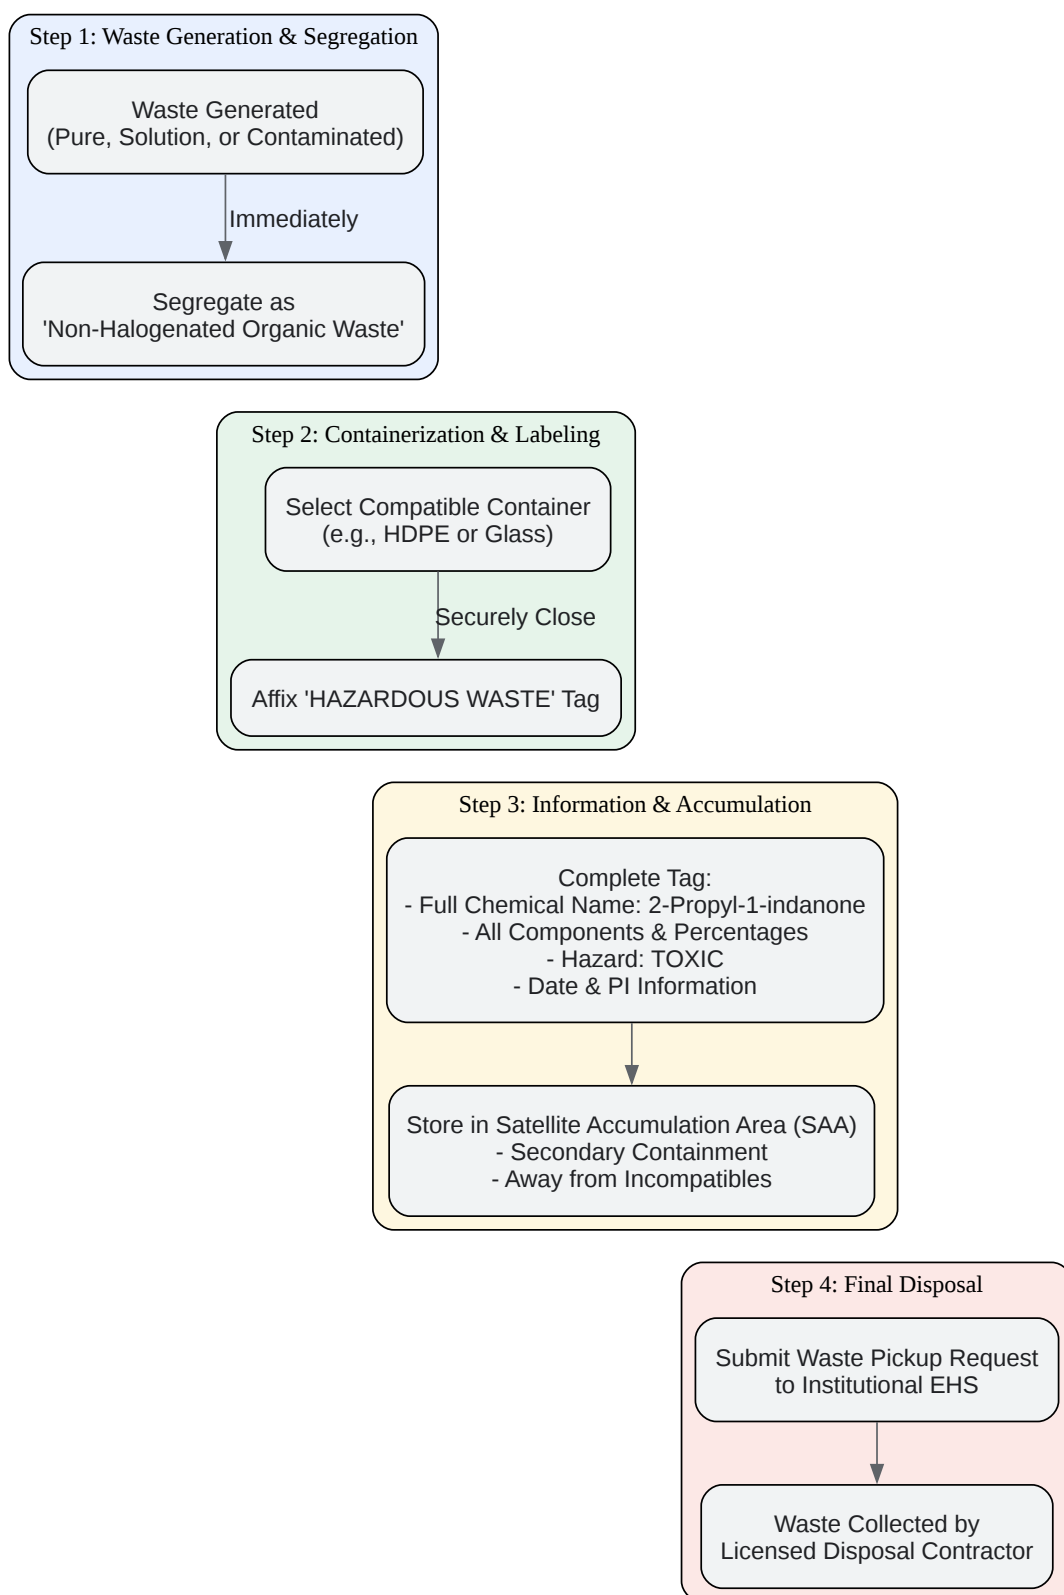 Step 1: Waste Generation & Segregation
Waste Generated
(Pure, Solution, or Contaminated)
Immediately
Segregate as
'Non-Halogenated Organic Waste'
Step 2: Containerization & Labeling
Select Compatible Container
(e.g., HDPE or Glass)
Securely Close
Affix 'HAZARDOUS WASTE' Tag
Step 3: Information & Accumulation
Complete Tag:
- Full Chemical Name: 2-Propyl-1-indanone
- All Components & Percentages
- Hazard: TOXIC
- Date & PI Information
Store in Satellite Accumulation Area (SAA)
- Secondary Containment
- Away from Incompatibles
Step 4: Final Disposal
Submit Waste Pickup Request
to Institutional EHS
Waste Collected by
Licensed Disposal Contractor